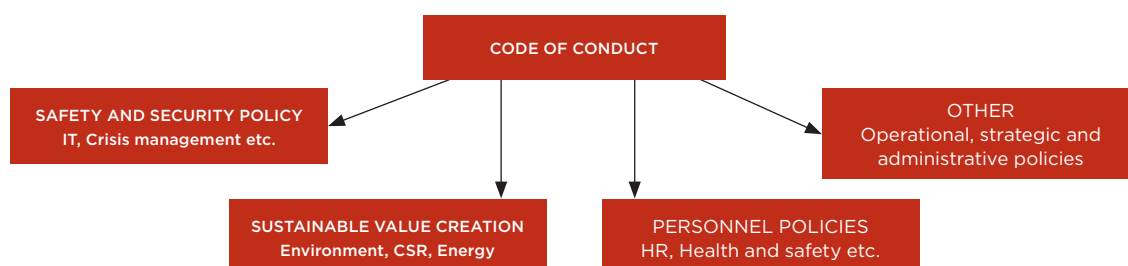 CODE OF CONDUCT
SAFETY AND SECURITY POLICY
IT, Crisis management etc.
OTHER
Operational, strategic and
administrative policies
SUSTAINABLE VALUE CREATION
Environment, CSR, Energy
PERSONNEL POLICIES
HR, Health and safety etc.